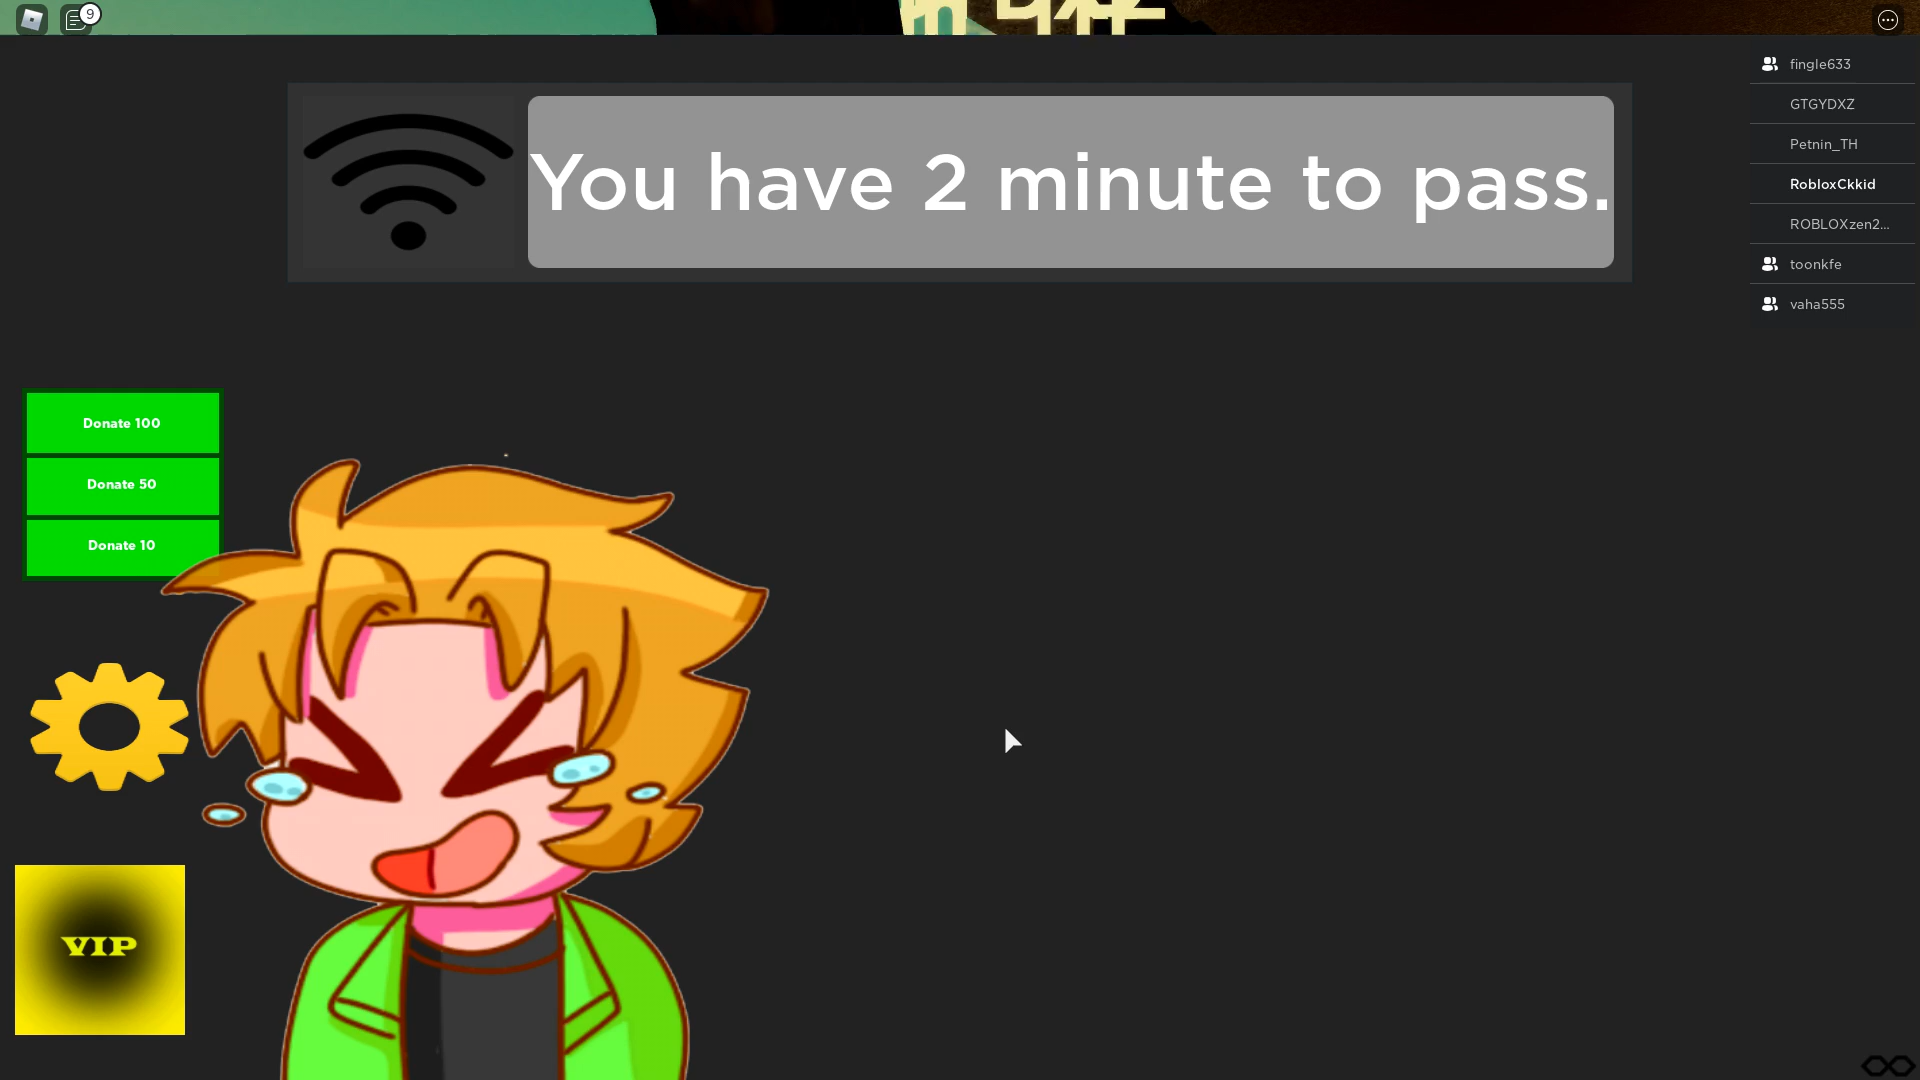 9
You have 2 minute to pass.
fingle633
GTGYDXZ
Petnin_TH
RobloxCkkid
ROBLOXzen2...
toonkfe
vaha555
Donate 100
Donate 50
Donate 10
VIP